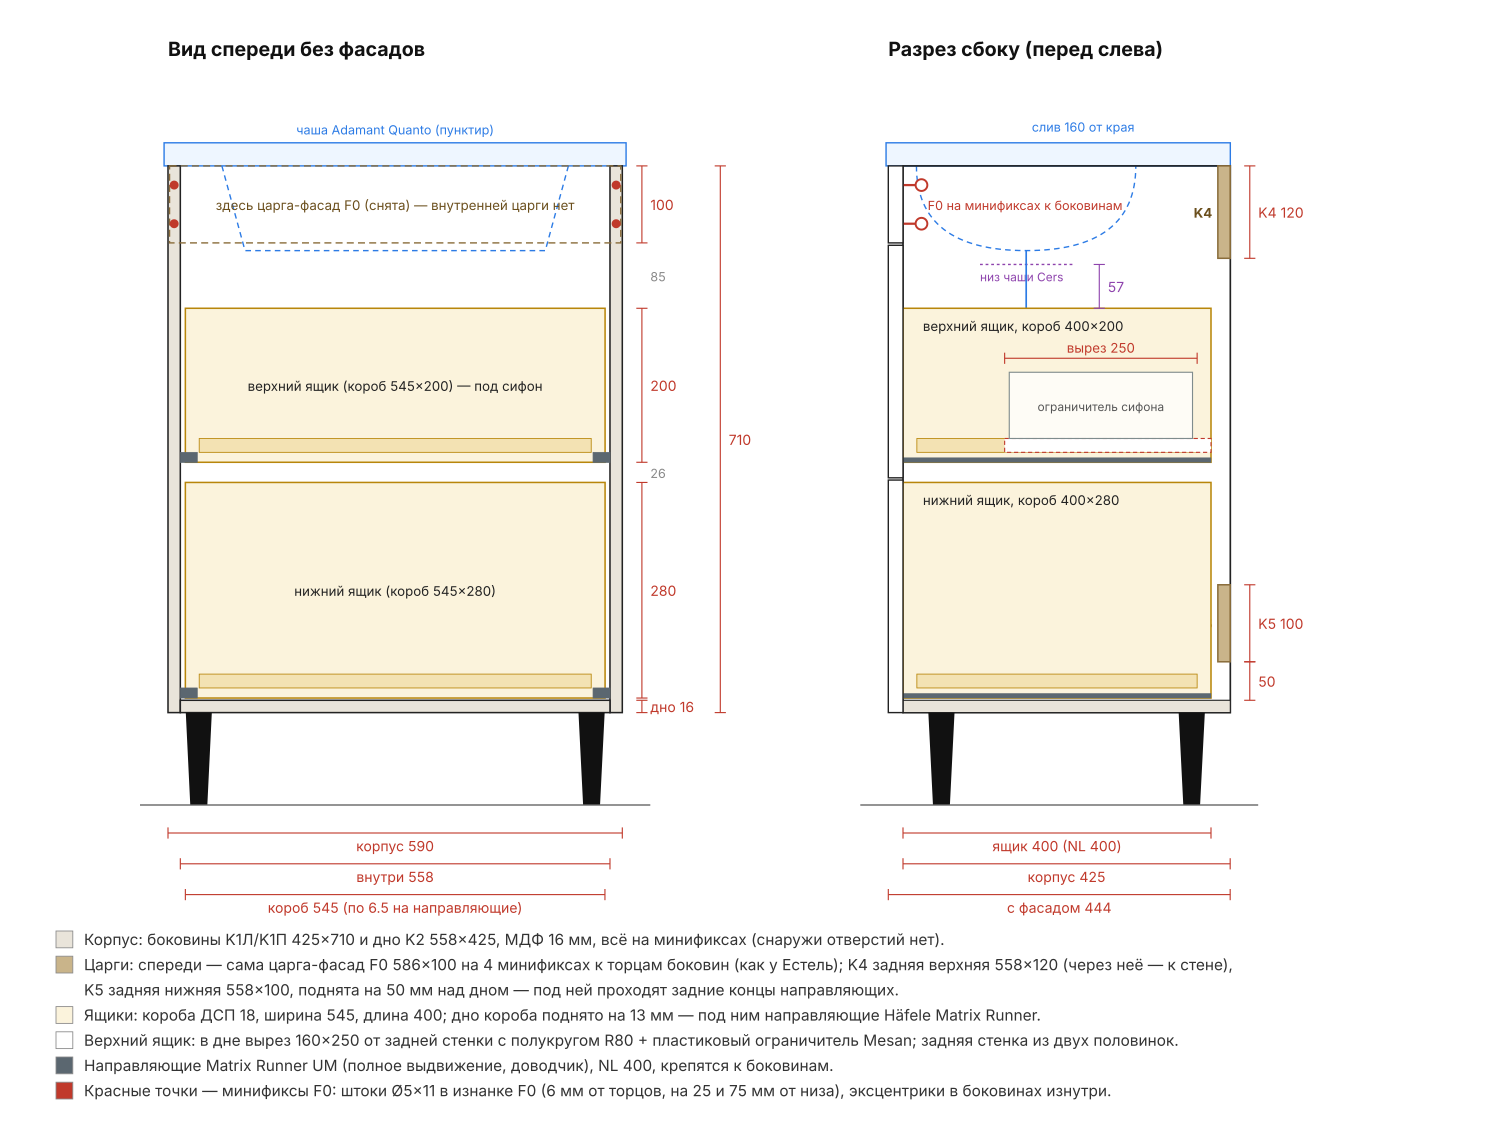 Вид спереди без фасадов
чаша Adamant Quanto (пунктир)
здесь царга-фасад F0 (снята) — внутренней царги нет
100
85
верхний ящик (короб 545×200) — под сифон
200
710
26
нижний ящик (короб 545×280)
280
дно 16
корпус 590
внутри 558
короб 545 (по 6.5 на направляющие)
Разрез сбоку (перед слева)
слив 160 от края
F0 на минификсах к боковинам
K4
K4 120
низ чаши Cers
57
верхний ящик, короб 400×200
вырез 250
ограничитель сифона
нижний ящик, короб 400×280
K5 100
50
ящик 400 (NL 400)
корпус 425
с фасадом 444
Корпус: боковины К1Л/К1П 425×710 и дно К2 558×425, МДФ 16 мм, всё на минификсах (снаружи отверстий нет).
Царги: спереди — сама царга-фасад F0 586×100 на 4 минификсах к торцам боковин (как у Естель); K4 задняя верхняя 558×120 (через неё — к стене),
K5 задняя нижняя 558×100, поднята на 50 мм над дном — под ней проходят задние концы направляющих.
Ящики: короба ДСП 18, ширина 545, длина 400; дно короба поднято на 13 мм — под ним направляющие Häfele Matrix Runner.
Верхний ящик: в дне вырез 160×250 от задней стенки с полукругом R80 + пластиковый ограничитель Mesan; задняя стенка из двух половинок.
Направляющие Matrix Runner UM (полное выдвижение, доводчик), NL 400, крепятся к боковинам.
Красные точки — минификсы F0: штоки Ø5×11 в изнанке F0 (6 мм от торцов, на 25 и 75 мм от низа), эксцентрики в боковинах изнутри.